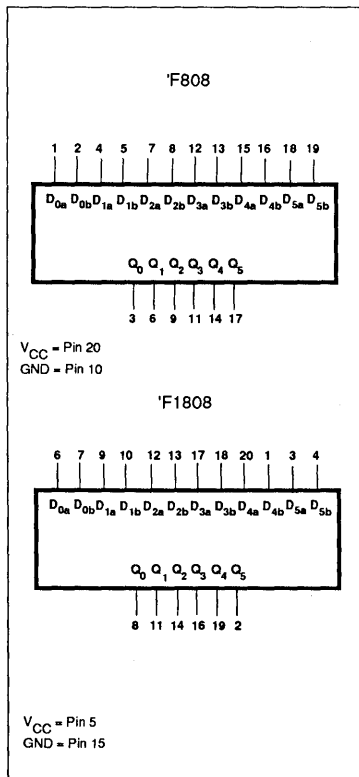 'F808
1 2 4 5 7 8 12 13 15 16 18 19
D0a D0b D1a D1b D2a D2b D3a D3b D4a D4b D5a D5b
Q0 Q1 Q2 Q3 Q4 Q5
3 6 9 11 14 17
VCC = Pin 20
GND = Pin 10
'F1808
6 7 9 10 12 13 17 18 20 1 3 4
D0a D0b D1a D1b D2a D2b D3a D3b D4a D4b D5a D5b
Q0 Q1 Q2 Q3 Q4 Q5
8 11 14 16 19 2
VCC = Pin 5
GND = Pin 15